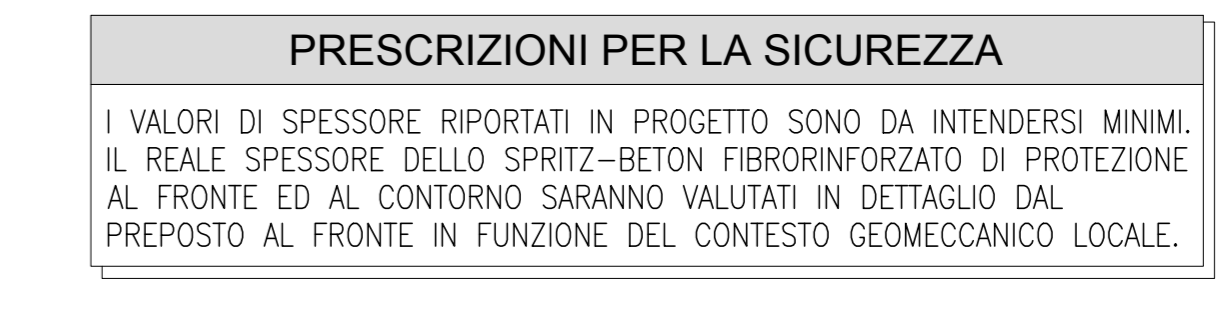 PRESCRIZIONI PER LA SICUREZZA
I VALORI DI SPESSORE RIPORTATI IN PROGETTO SONO DA INTENDERSI MINIMI.
IL REALE SPESSORE DELLO SPRITZ-BETON FIBRORINFORZATO DI PROTEZIONE
AL FRONTE ED AL CONTORNO SARANNO VALUTATI IN DETTAGLIO DAL
PREPOSTO AL FRONTE IN FUNZIONE DEL CONTESTO GEOMECCANICO LOCALE.